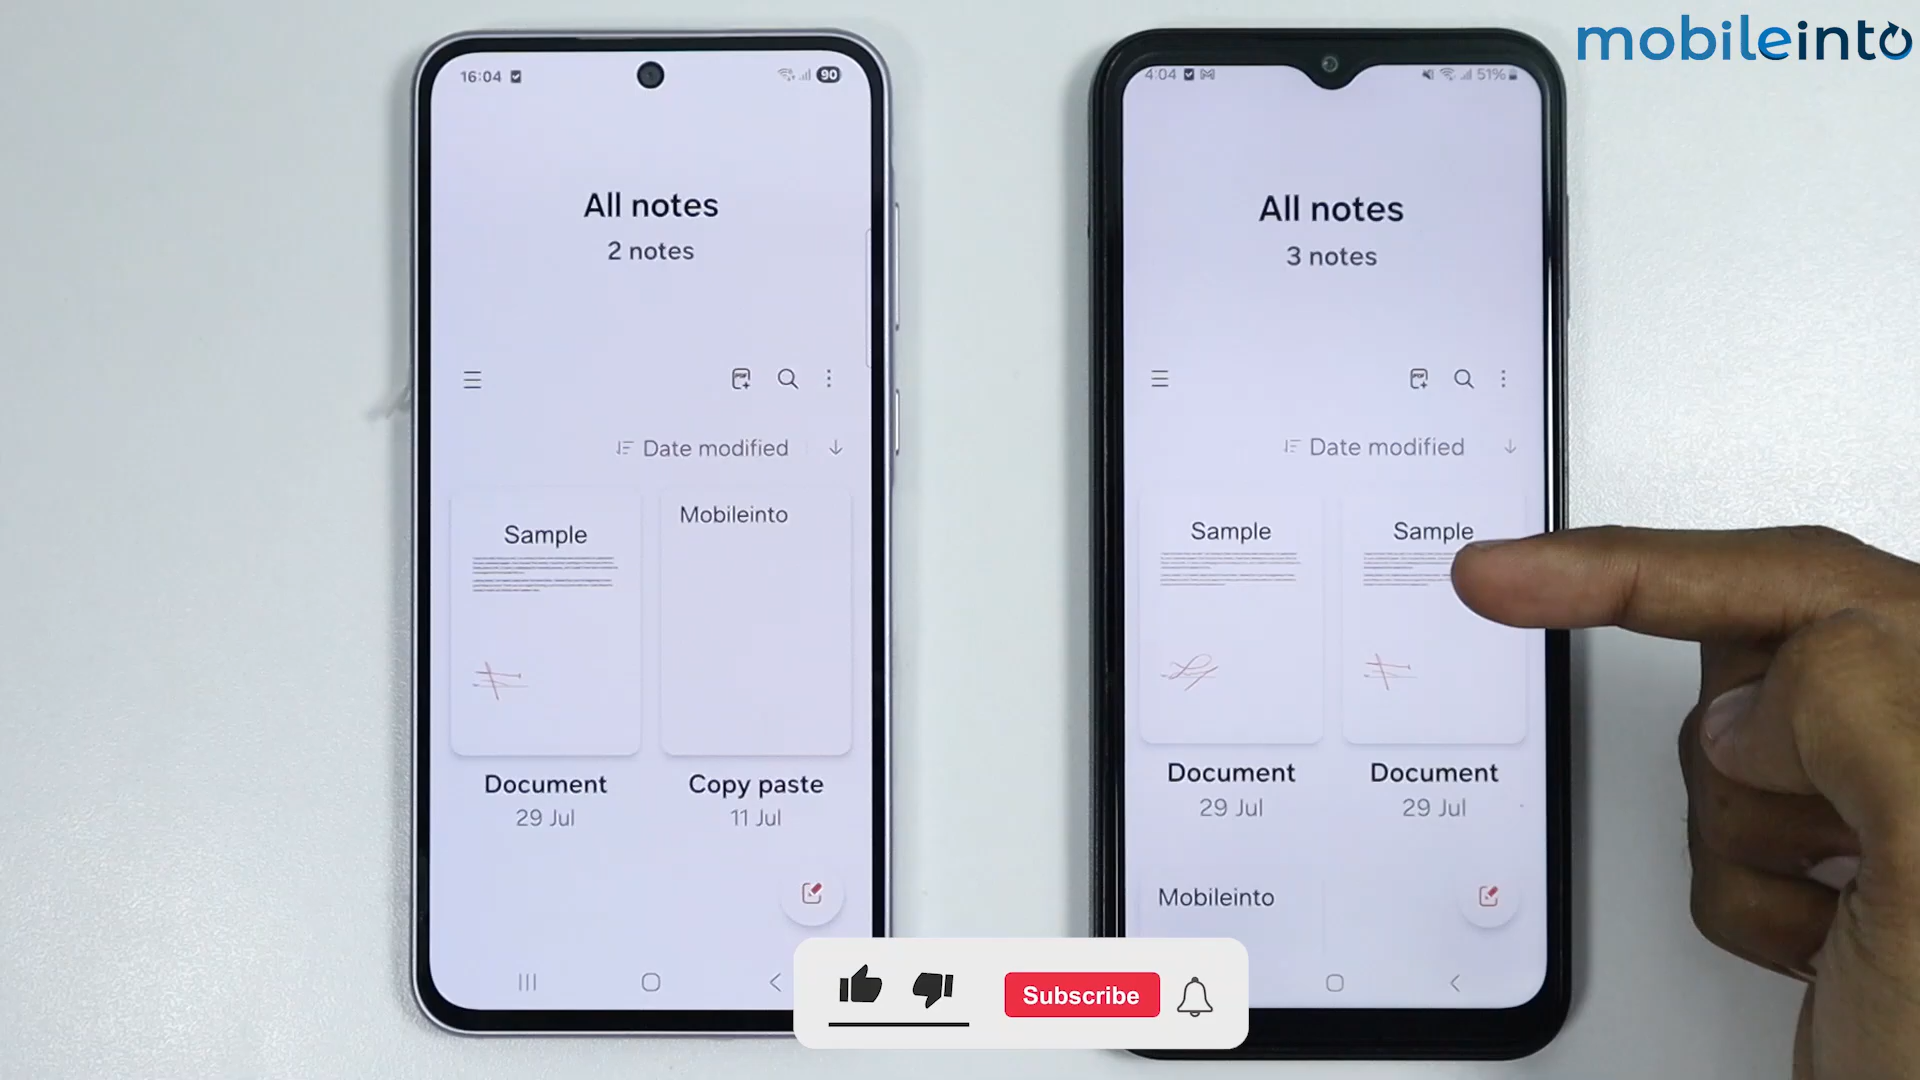 mobileinto
16:04
90
All notes
2 notes
Date modified
Sample
Mobileinto
Document
29 Jul
Copy paste
11 Jul
4:04
51%
All notes
3 notes
Date modified
Sample
Sample
Document
29 Jul
Document
29 Jul
Mobileinto
Subscribe